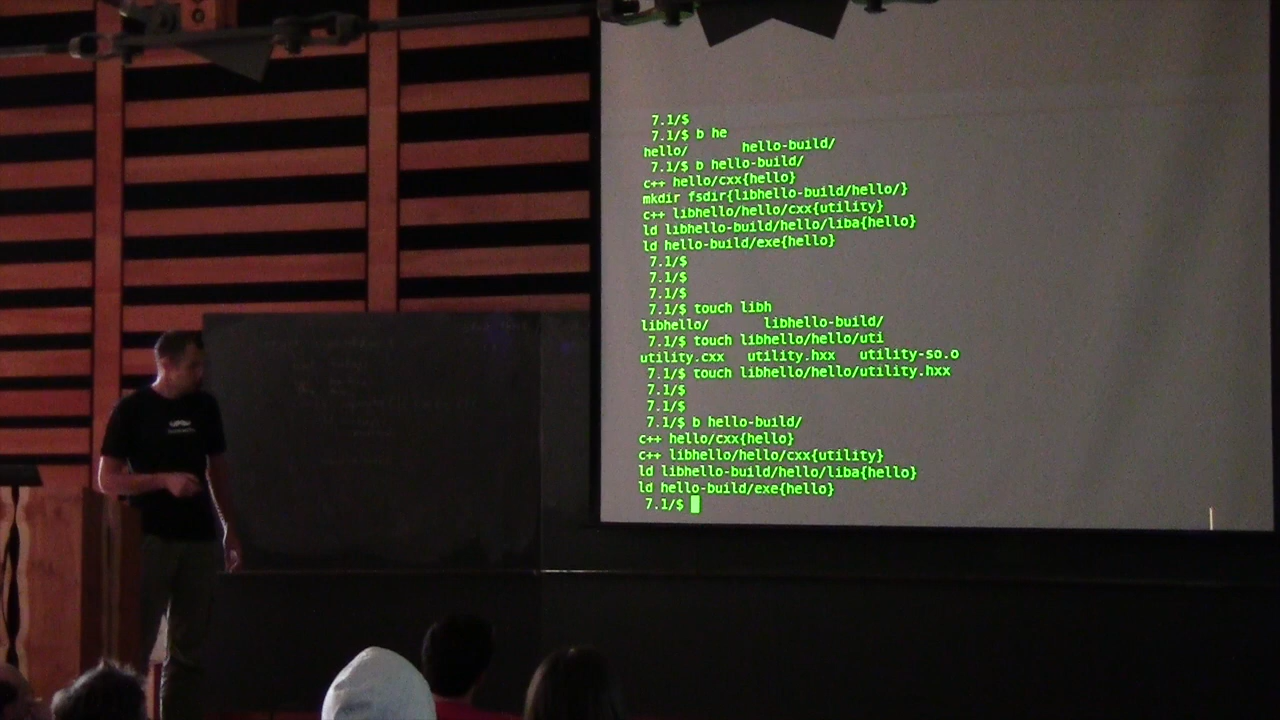 7.1/$
7.1/$ b he
hello/ hello-build/
7.1/$ b hello-build/
c++ hello/cxx{hello}
mkdir fsdir{libhello-build/hello/}
c++ libhello/hello/cxx{utility}
ld libhello-build/hello/liba{hello}
ld hello-build/exe{hello}
7.1/$
7.1/$
7.1/$
7.1/$ touch libh
libhello/ libhello-build/
7.1/$ touch libhello/hello/uti
utility.cxx utility.hxx utility-so.o
7.1/$ touch libhello/hello/utility.hxx
7.1/$
7.1/$
7.1/$ b hello-build/
c++ hello/cxx{hello}
c++ libhello/hello/cxx{utility}
ld libhello-build/hello/liba{hello}
ld hello-build/exe{hello}
7.1/$